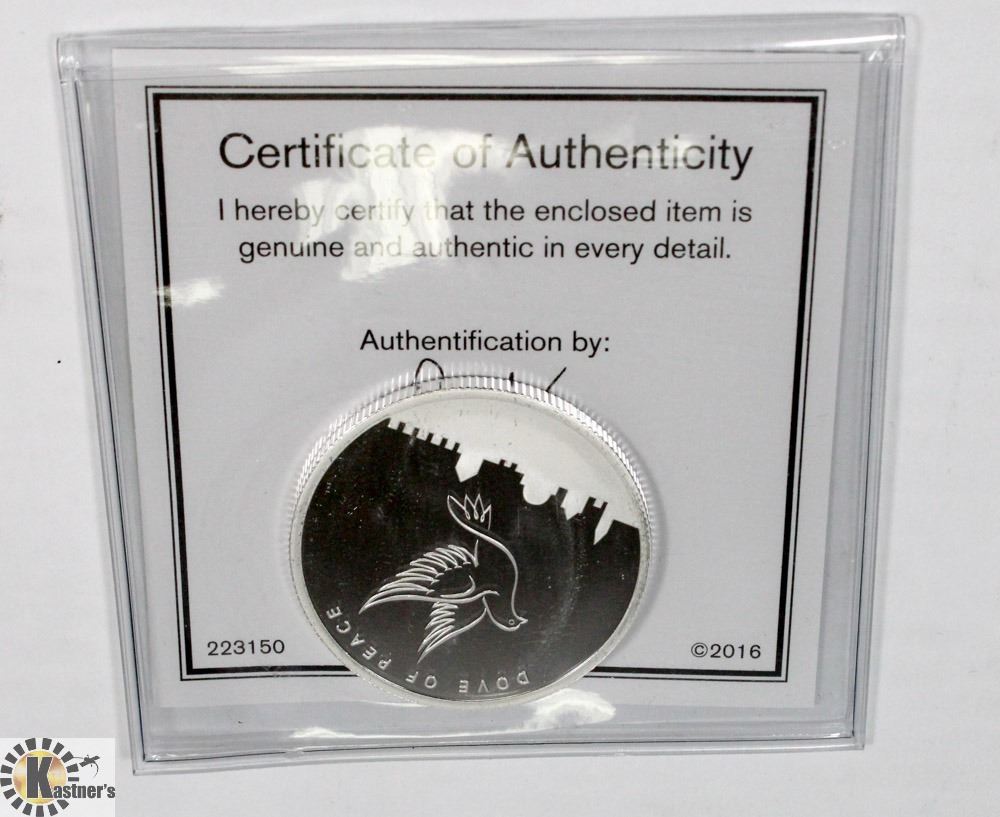 Certificate of Authenticity
I hereby certify that the enclosed item is
genuine and authentic in every detail.
Authentification by:
223150
©2016
DOVE OF PEACE
Kastner's